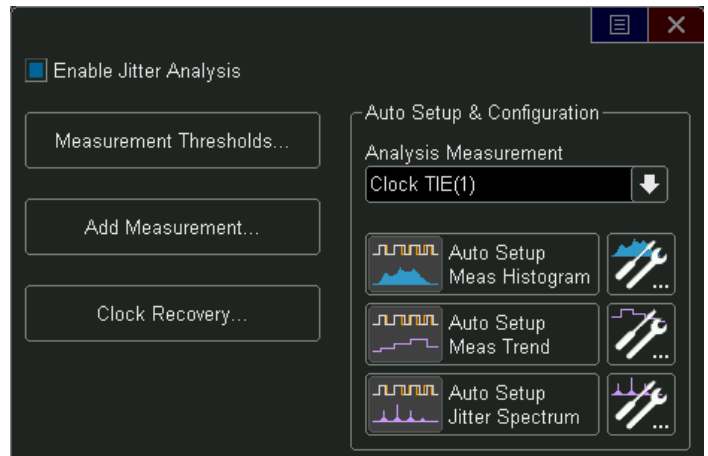 Enable Jitter Analysis
Measurement Thresholds...
Add Measurement...
Clock Recovery...
Auto Setup & Configuration
Analysis Measurement
Clock TIE(1)
Auto Setup
Meas Histogram
...
Auto Setup
Meas Trend
...
Auto Setup
Jitter Spectrum
...